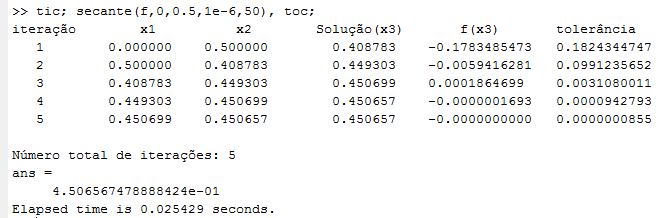 >> tic; secante(f,0,0.5,1e-6,50), toc;
iteração x1 x2 Solução(x3) f(x3) tolerância
1 0.000000 0.500000 0.408783 -0.1783485473 0.1824344747
2 0.500000 0.408783 0.449303 -0.0059416281 0.0991235652
3 0.408783 0.449303 0.450699 0.0001864699 0.0031080011
4 0.449303 0.450699 0.450657 -0.0000001693 0.0000942793
5 0.450699 0.450657 0.450657 -0.0000000000 0.0000000855
Número total de iterações: 5
ans =
4.506567478888424e-01
Elapsed time is 0.025429 seconds.